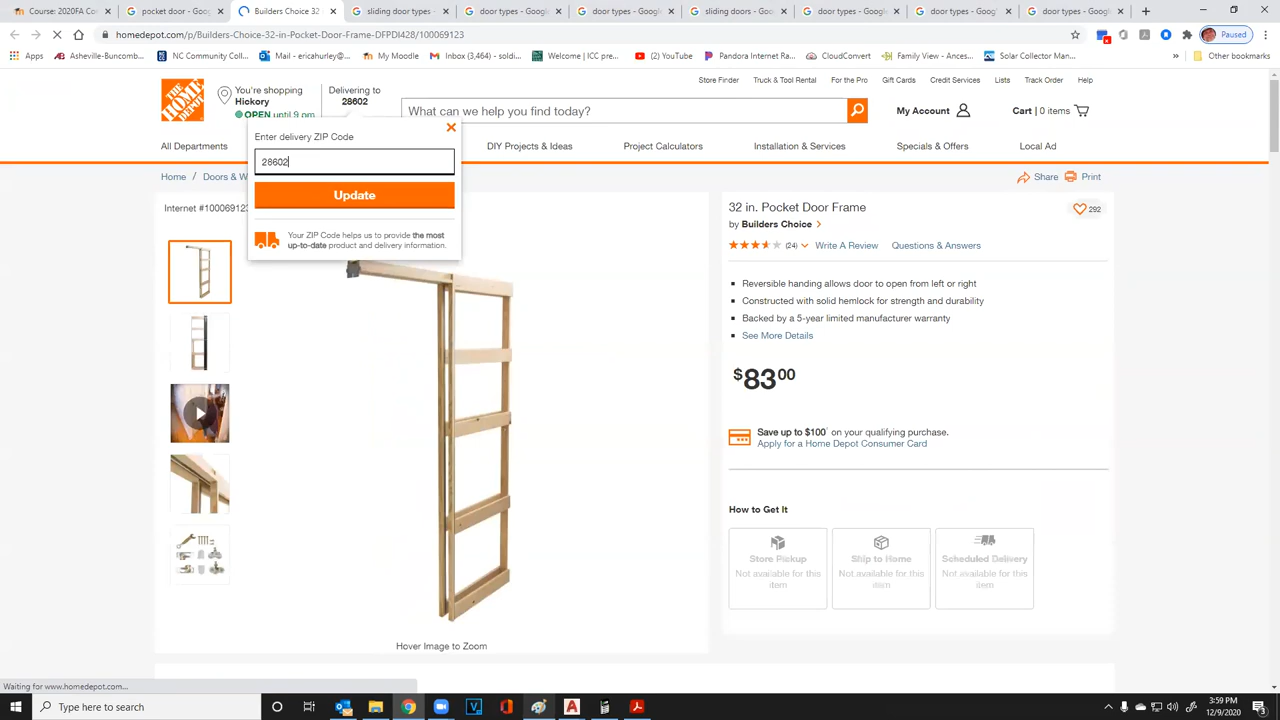 Course: 2020FA Con
pocket door - Googl
Builders Choice 32
sliding door - Googl
door types - Googl
door types - Googl
sliding door - Googl
door types - Googl
door types - Googl
homedepot.com/p/Builders-Choice-32-in-Pocket-Door-Frame-DFPDI428/100069123
Paused
Apps
Asheville-Buncomb...
NC Community Coll...
Mail - ericahurley@...
My Moodle
Inbox (3,464) - soldi...
Welcome | ICC pre...
(2) YouTube
Pandora Internet Ra...
CloudConvert
Family View - Ances...
Solar Collector Man...
»
Other bookmarks
Store Finder
Truck & Tool Rental
For the Pro
Gift Cards
Credit Services
Lists
Track Order
Help
THE HOME DEPOT
You're shopping
Hickory
OPEN until 9 pm
Delivering to
28602
What can we help you find today?
My Account
Cart | 0 items
Enter delivery ZIP Code
28602
Update
Your ZIP Code helps us to provide the most
up-to-date product and delivery information.
All Departments
DIY Projects & Ideas
Project Calculators
Installation & Services
Specials & Offers
Local Ad
Home / Doors & W
Share
Print
Internet #100069123
32 in. Pocket Door Frame
292
by Builders Choice
(24)
Write A Review
Questions & Answers
Reversible handing allows door to open from left or right
Constructed with solid hemlock for strength and durability
Backed by a 5-year limited manufacturer warranty
See More Details
$83 00
Save up to $100* on your qualifying purchase.
Apply for a Home Depot Consumer Card
How to Get It
Store Pickup
Not available for this
item
Ship to Home
Not available for this
item
Scheduled Delivery
Not available for this
item
Hover Image to Zoom
Waiting for www.homedepot.com...
Type here to search
3:59 PM
12/9/2020